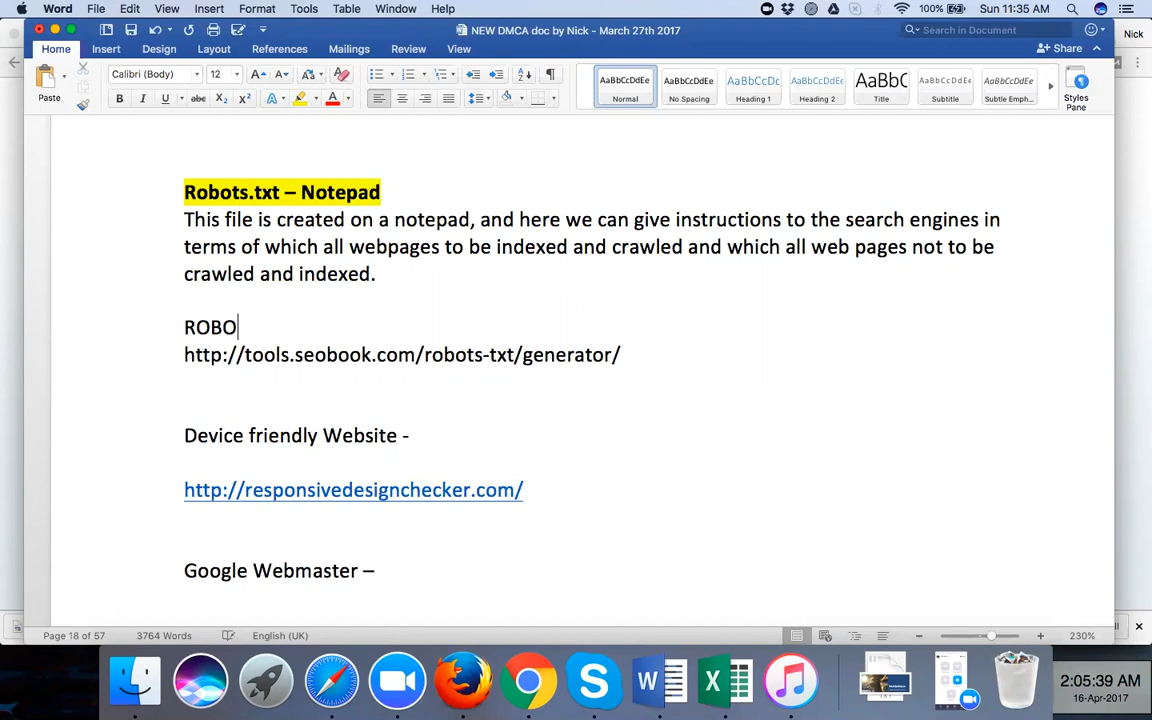 Word File Edit View Insert Format Tools Table Window Help 100% Sun 11:35 AM
NEW DMCA doc by Nick - March 27th 2017 Search in Document Nick
Home Insert Design Layout References Mailings Review View Share
Calibri (Body) 12
Paste
B I U abc X2 X2 A A
AaBbCcDdEe AaBbCcDdEe AaBbCcDc AaBbCcDdEe AaBbC AaBbCcDdEe AaBbCcDdEe
Normal No Spacing Heading 1 Heading 2 Title Subtitle Subtle Emph... Styles Pane
Robots.txt – Notepad
This file is created on a notepad, and here we can give instructions to the search engines in
terms of which all webpages to be indexed and crawled and which all web pages not to be
crawled and indexed.
ROBO
http://tools.seobook.com/robots-txt/generator/
Device friendly Website -
http://responsivedesignchecker.com/
Google Webmaster –
Page 18 of 57 3764 Words English (UK) 230%
2:05:39 AM
16-Apr-2017